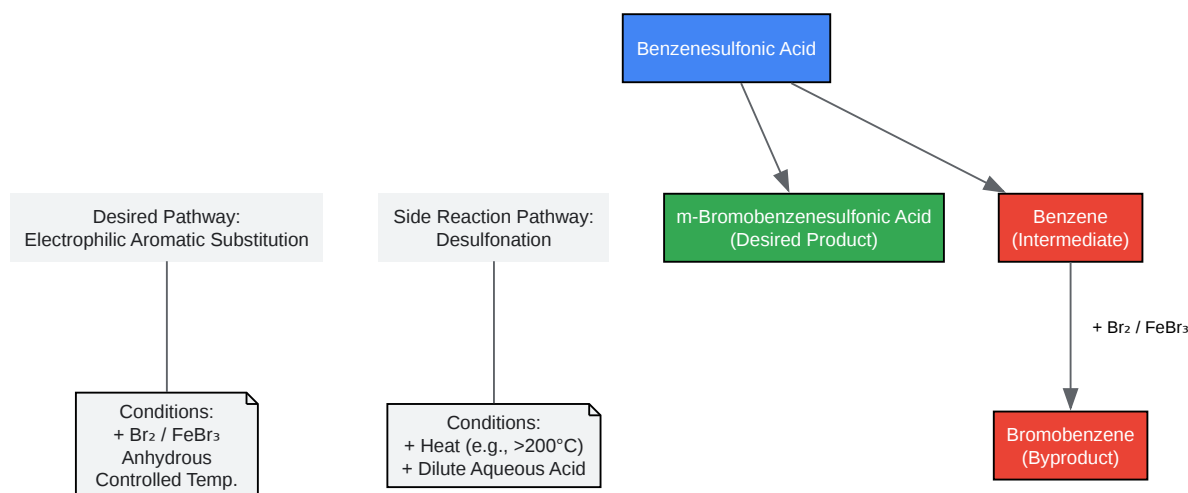 Benzenesulfonic Acid
Desired Pathway:
Electrophilic Aromatic Substitution
Side Reaction Pathway:
Desulfonation
m-Bromobenzenesulfonic Acid
(Desired Product)
Benzene
(Intermediate)
+ Br₂ / FeBr₃
Conditions:
+ Br₂ / FeBr₃
Anhydrous
Controlled Temp.
Conditions:
+ Heat (e.g., >200°C)
+ Dilute Aqueous Acid
Bromobenzene
(Byproduct)